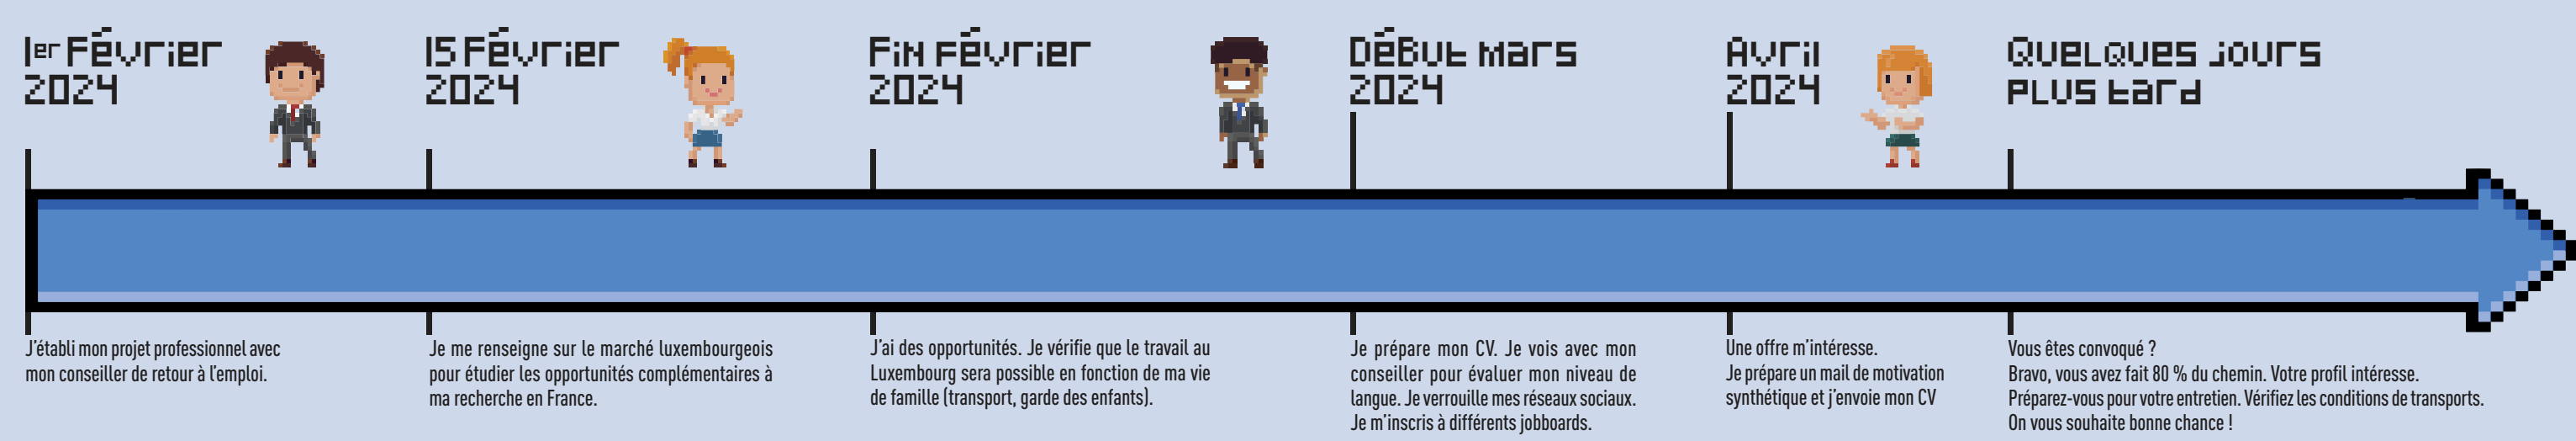 1er Février
2024
15 Février
2024
Fin Février
2024
Début Mars
2024
Avril
2024
Quelques jours
plus tard
J'établi mon projet professionnel avec
mon conseiller de retour à l'emploi.
Je me renseigne sur le marché luxembourgeois
pour étudier les opportunités complémentaires à
ma recherche en France.
J'ai des opportunités. Je vérifie que le travail au
Luxembourg sera possible en fonction de ma vie
de famille (transport, garde des enfants).
Je prépare mon CV. Je vois avec mon
conseiller pour évaluer mon niveau de
langue. Je verrouille mes réseaux sociaux.
Je m'inscris à différents jobboards.
Une offre m'intéresse.
Je prépare un mail de motivation
synthétique et j'envoie mon CV
Vous êtes convoqué ?
Bravo, vous avez fait 80 % du chemin. Votre profil intéresse.
Préparez-vous pour votre entretien. Vérifiez les conditions de transports.
On vous souhaite bonne chance !